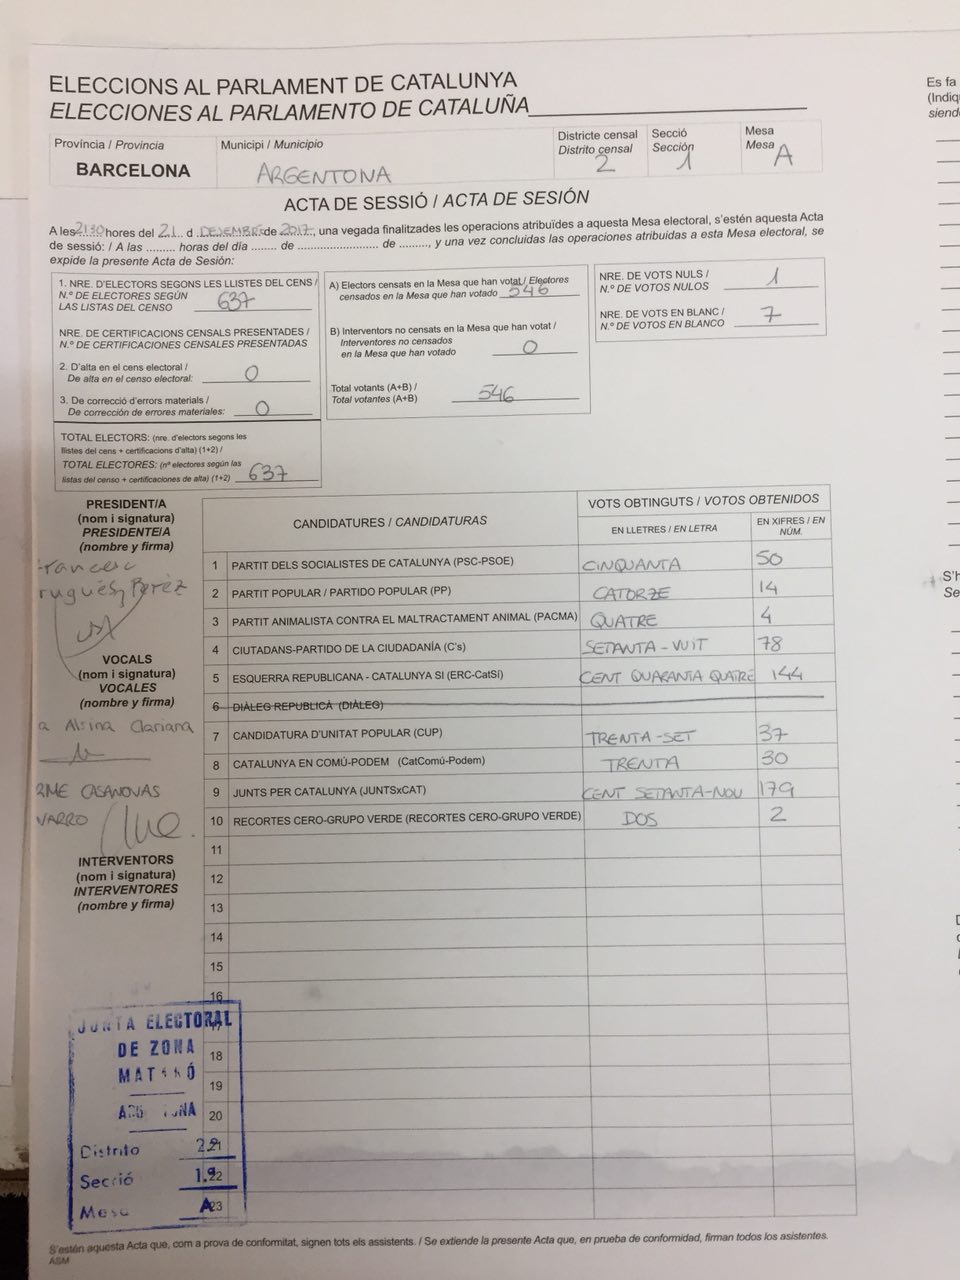 ELECCIONS AL PARLAMENT DE CATALUNYA
ELECCIONES AL PARLAMENTO DE CATALUÑA
Província / Provincia
BARCELONA
Municipi / Municipio
ARGENTONA
Districte censal
Distrito censal
2
Secció
Sección
1
Mesa
Mesa
A
ACTA DE SESSIÓ / ACTA DE SESIÓN
A les 2130 hores del 21 d DESEMBRE de 2017, una vegada finalitzades les operacions atribuïdes a aquesta Mesa electoral, s'estén aquesta Acta
de sessió: / A las ......... horas del día ........ de ......................... de ........., y una vez concluidas las operaciones atribuidas a esta Mesa electoral, se
expide la presente Acta de Sesión:
1. NRE. D'ELECTORS SEGONS LES LLISTES DEL CENS /
N.º DE ELECTORES SEGÚN
LAS LISTAS DEL CENSO 637
NRE. DE CERTIFICACIONS CENSALS PRESENTADES /
N.º DE CERTIFICACIONES CENSALES PRESENTADAS
2. D'alta en el cens electoral /
De alta en el censo electoral: 0
3. De correcció d'errors materials /
De corrección de errores materiales: 0
TOTAL ELECTORS: (nre. d'electors segons les
llistes del cens + certificacions d'alta) (1+2) /
TOTAL ELECTORES: (nº electores según las
listas del censo + certificaciones de alta) (1+2) 637
A) Electors censats en la Mesa que han votat / Electores
censados en la Mesa que han votado 546
B) Interventors no censats en la Mesa que han votat /
Interventores no censados
en la Mesa que han votado 0
Total votants (A+B) /
Total votantes (A+B) 546
NRE. DE VOTS NULS /
N.º DE VOTOS NULOS 1
NRE. DE VOTS EN BLANC /
N.º DE VOTOS EN BLANCO 7
PRESIDENT/A
(nom i signatura)
PRESIDENTE/A
(nombre y firma)
Pérez
VOCALS
(nom i signatura)
VOCALES
(nombre y firma)
a Alsina Clariana
CASANOVAS
INTERVENTORS
(nom i signatura)
INTERVENTORES
(nombre y firma)
CANDIDATURES / CANDIDATURAS
VOTS OBTINGUTS / VOTOS OBTENIDOS
EN LLETRES / EN LETRA
EN XIFRES / EN
NÚM.
1 PARTIT DELS SOCIALISTES DE CATALUNYA (PSC-PSOE) CINQUANTA 50
2 PARTIT POPULAR / PARTIDO POPULAR (PP) CATORZE 14
3 PARTIT ANIMALISTA CONTRA EL MALTRACTAMENT ANIMAL (PACMA) QUATRE 4
4 CIUTADANS-PARTIDO DE LA CIUDADANÍA (C's) SETANTA-VUIT 78
5 ESQUERRA REPUBLICANA - CATALUNYA SI (ERC-CatSí) CENT QUARANTA QUATRE 144
6 DIÀLEG REPUBLICÀ (DIÀLEG)
7 CANDIDATURA D'UNITAT POPULAR (CUP) TRENTA-SET 37
8 CATALUNYA EN COMÚ-PODEM (CatComú-Podem) TRENTA 30
9 JUNTS PER CATALUNYA (JUNTSxCAT) CENT SETANTA-NOU 179
10 RECORTES CERO-GRUPO VERDE (RECORTES CERO-GRUPO VERDE) DOS 2
11
12
13
14
15
16
17
18
19
20
21
22
23
JUNTA ELECTORAL
DE ZONA
MATARÓ
Distrito 2º
Secció 1ª
Mesa A
S'estén aquesta Acta que, com a prova de conformitat, signen tots els assistents. / Se extiende la presente Acta que, en prueba de conformidad, firman todos los asistentes.
ASM
Es fa
(Indiq
siend
S'h
Se